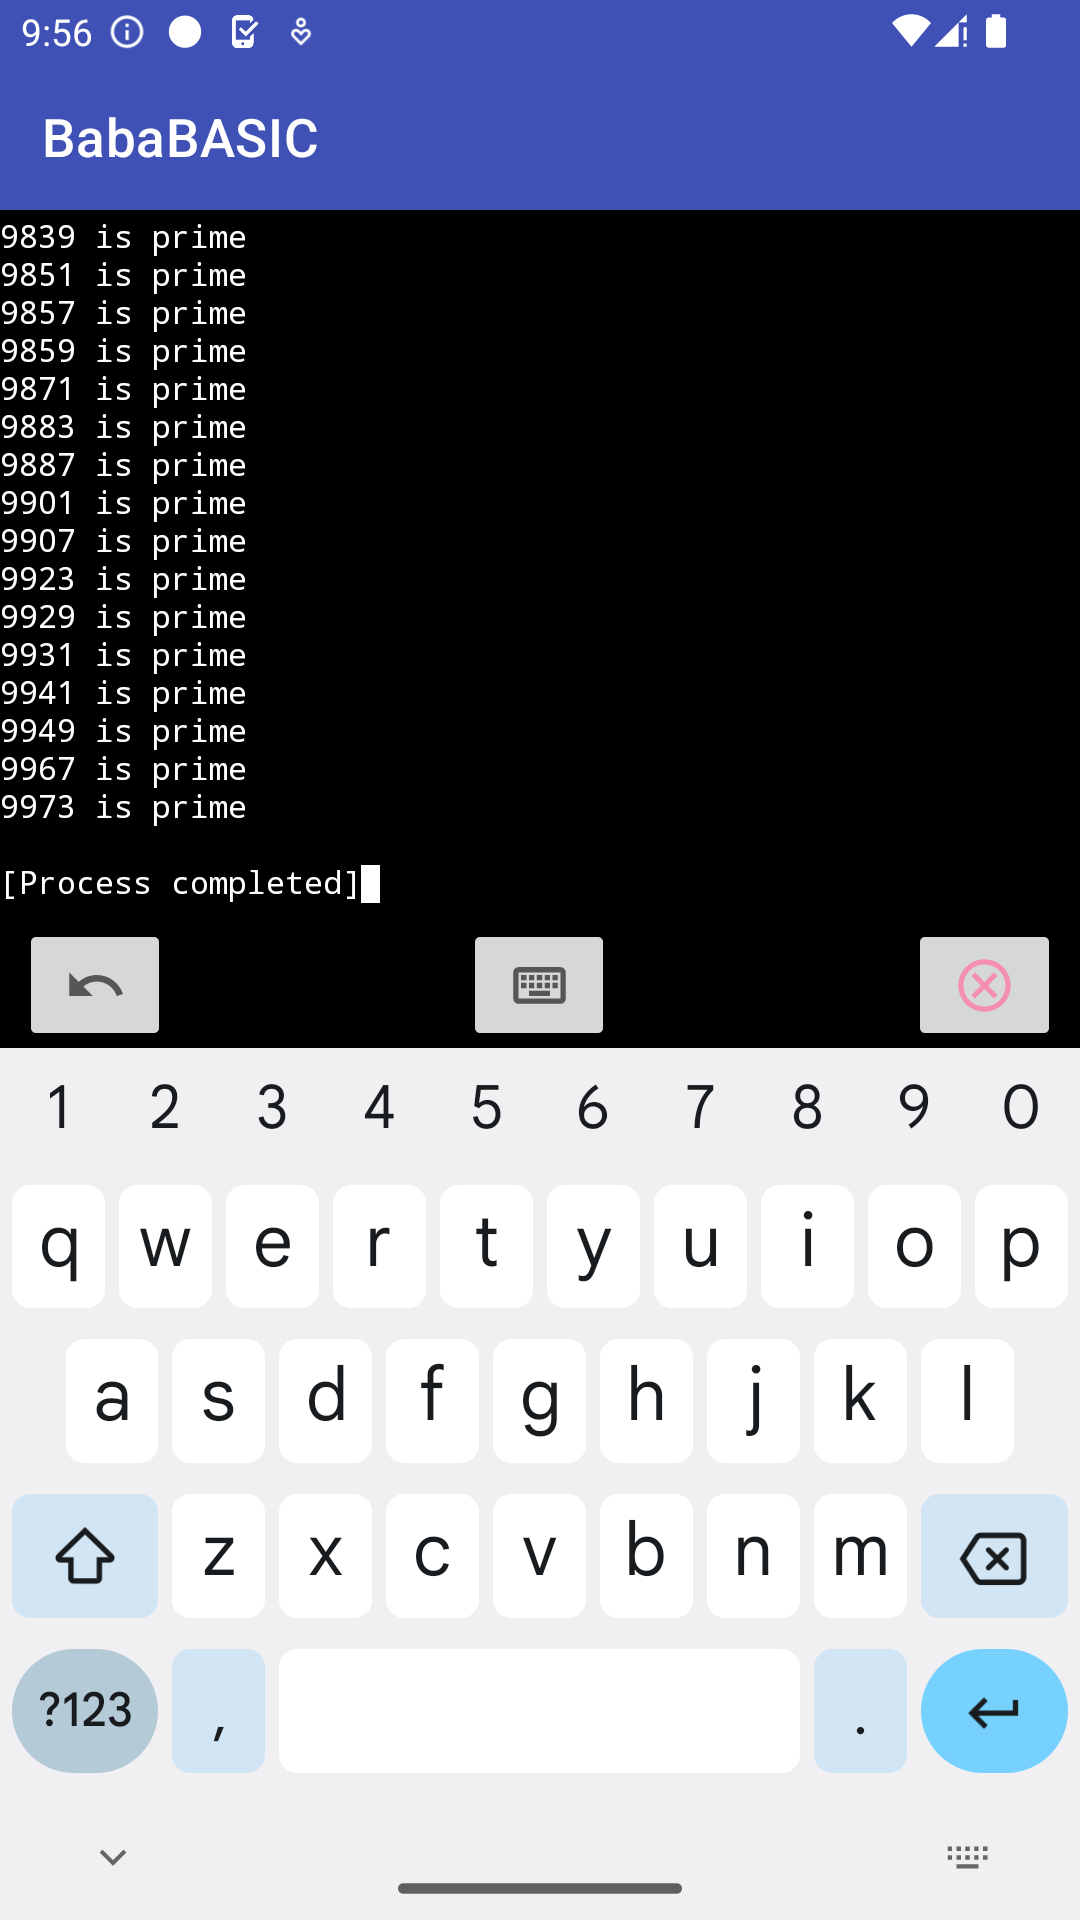 9:56
BabaBASIC
9839 is prime
9851 is prime
9857 is prime
9859 is prime
9871 is prime
9883 is prime
9887 is prime
9901 is prime
9907 is prime
9923 is prime
9929 is prime
9931 is prime
9941 is prime
9949 is prime
9967 is prime
9973 is prime
[Process completed]
1 2 3 4 5 6 7 8 9 0
q w e r t y u i o p
a s d f g h j k l
z x c v b n m
?123 , .